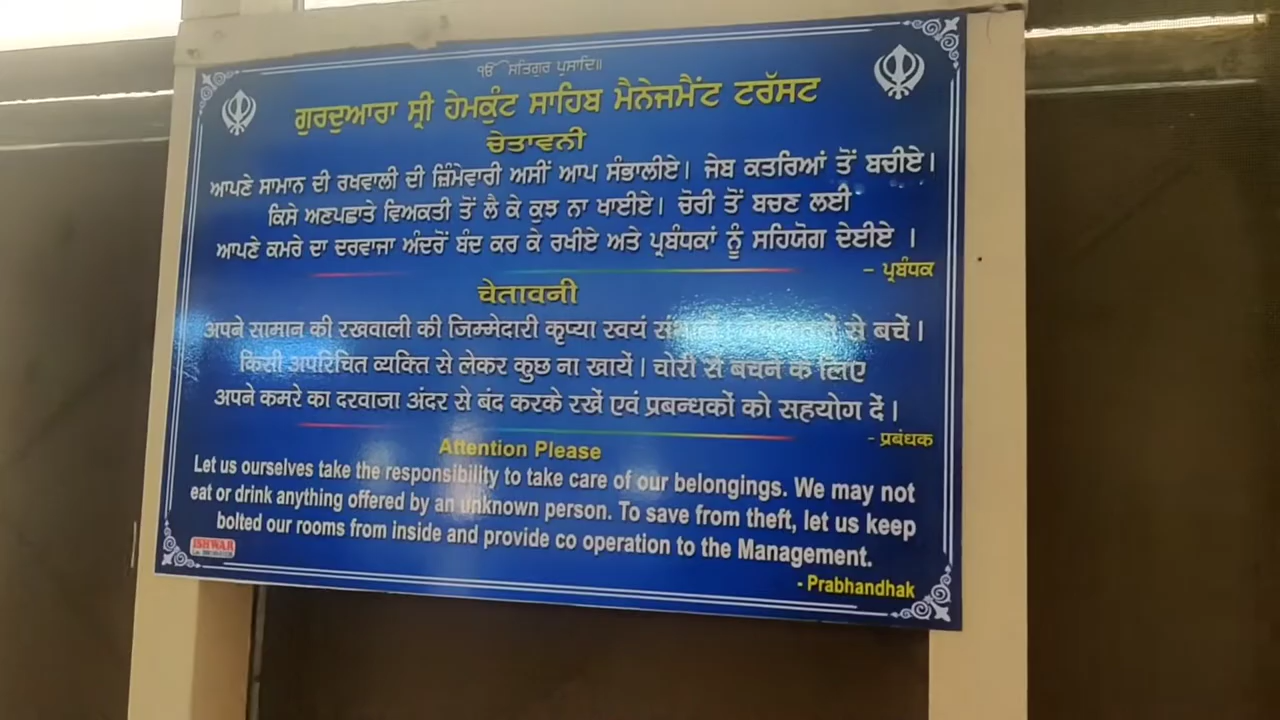 ੴ ਸਤਿਗੁਰ ਪ੍ਰਸਾਦਿ॥
ਗੁਰਦੁਆਰਾ ਸ੍ਰੀ ਹੇਮਕੁੰਟ ਸਾਹਿਬ ਮੈਨੇਜਮੈਂਟ ਟਰੱਸਟ
ਚੇਤਾਵਨੀ
ਆਪਣੇ ਸਾਮਾਨ ਦੀ ਰਖਵਾਲੀ ਦੀ ਜ਼ਿੰਮੇਵਾਰੀ ਅਸੀਂ ਆਪ ਸੰਭਾਲੀਏ। ਜੇਬ ਕਤਰਿਆਂ ਤੋਂ ਬਚੀਏ।
ਕਿਸੇ ਅਣਪਛਾਤੇ ਵਿਅਕਤੀ ਤੋਂ ਲੈ ਕੇ ਕੁਝ ਨਾ ਖਾਈਏ। ਚੋਰੀ ਤੋਂ ਬਚਣ ਲਈ
ਆਪਣੇ ਕਮਰੇ ਦਾ ਦਰਵਾਜਾ ਅੰਦਰੋਂ ਬੰਦ ਕਰ ਕੇ ਰਖੀਏ ਅਤੇ ਪ੍ਰਬੰਧਕਾਂ ਨੂੰ ਸਹਿਯੋਗ ਦੇਈਏ ।
- ਪ੍ਰਬੰਧਕ
चेतावनी
अपने सामान की रखवाली की जिम्मेदारी कृप्या स्वयं से बचें।
किसी अपरिचित व्यक्ति से लेकर कुछ ना खायें। चोरी से बचने के लिए
अपने कमरे का दरवाजा अंदर से बंद करके रखें एवं प्रबन्धकों को सहयोग दें।
- प्रबंधक
Attention Please
Let us ourselves take the responsibility to take care of our belongings. We may not
eat or drink anything offered by an unknown person. To save from theft, let us keep
bolted our rooms from inside and provide co operation to the Management.
- Prabhandhak
ISHWAR